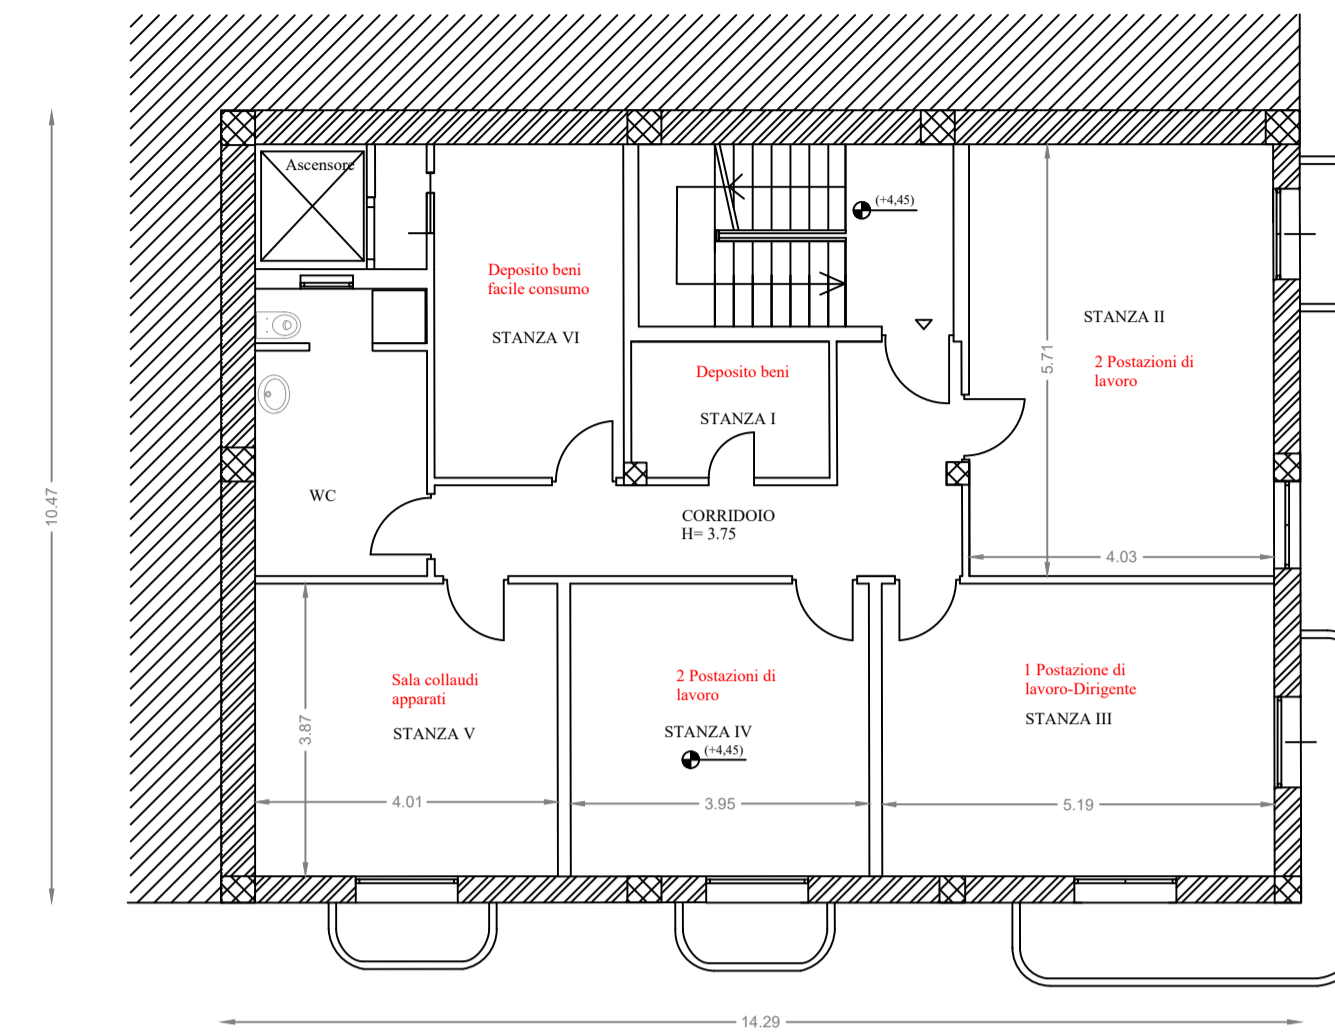 Ascensore
(+4,45)
Deposito beni
facile consumo
STANZA VI
STANZA II
Deposito beni
2 Postazioni di
lavoro
5.71
STANZA I
WC
CORRIDOIO
H= 3.75
10.47
4.03
Sala collaudi
apparati
STANZA V
2 Postazioni di
lavoro
STANZA IV
(+4,45)
1 Postazione di
lavoro-Dirigente
STANZA III
3.87
4.01
3.95
5.19
14.29